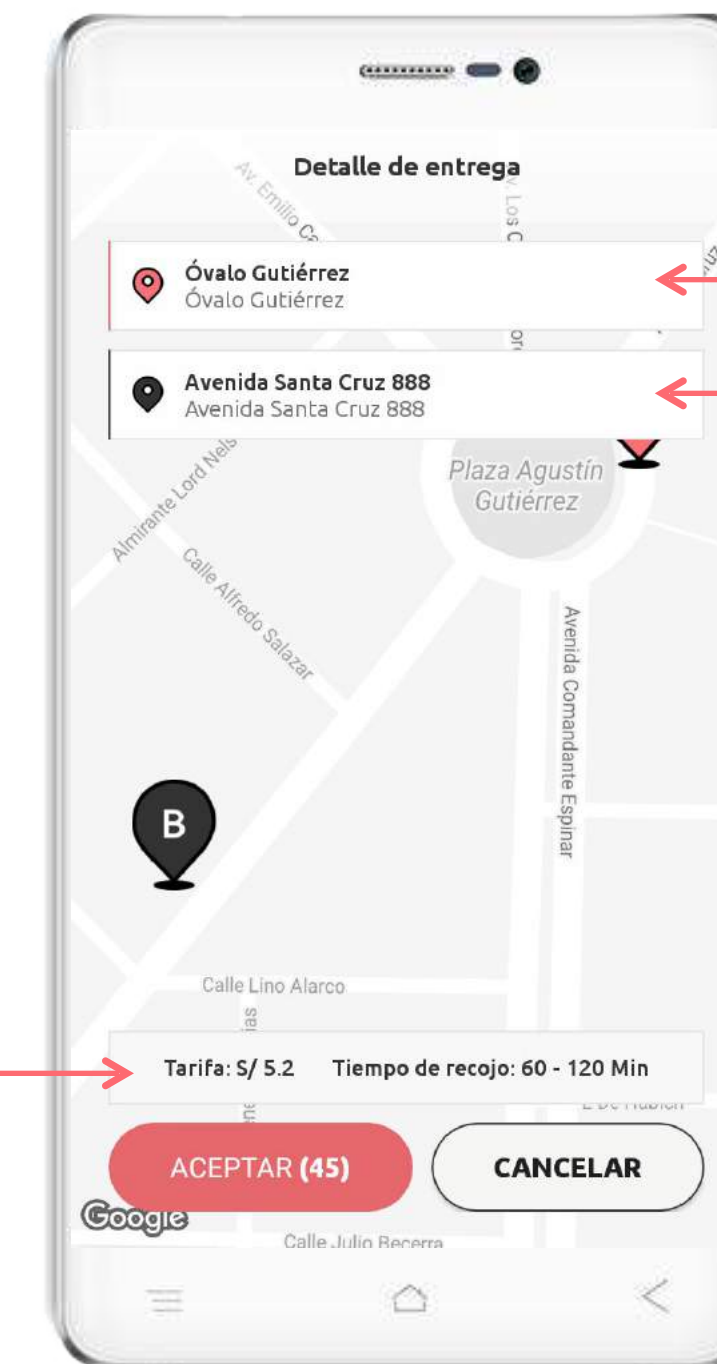 Detalle de entrega
Av. Emilio Ca
Los C
Óvalo Gutiérrez
Óvalo Gutiérrez
Avenida Santa Cruz 888
Avenida Santa Cruz 888
Almirante Lord Nels
Plaza Agustín
Gutiérrez
Calle Alfredo Salazar
Avenida Comandante Espinar
B
Calle Lino Alarco
Tarifa: S/ 5.2 Tiempo de recojo: 60 - 120 Min
ACEPTAR (45)
CANCELAR
Google
Calle Julio Becerra